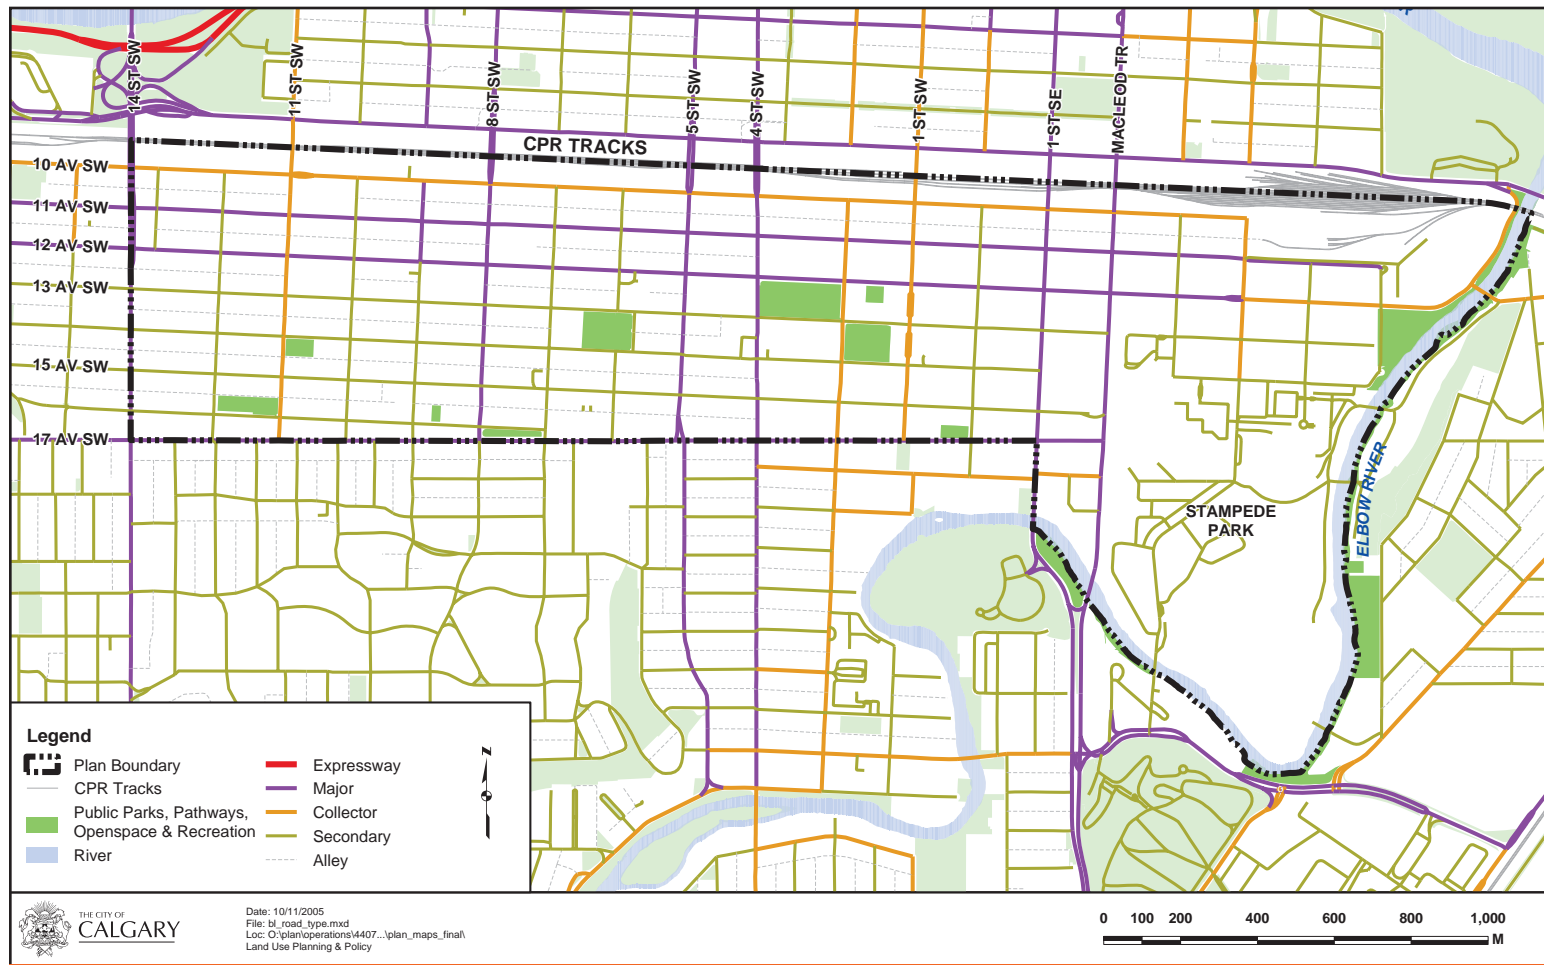 14 ST SW
11 ST SW
8 ST SW
5 ST SW
4 ST SW
1 ST SW
1 ST SE
MACLEOD TR
CPR TRACKS
10 AV SW
11 AV SW
12 AV SW
13 AV SW
15 AV SW
17 AV SW
STAMPEDE
PARK
ELBOW RIVER
Legend
Plan Boundary
CPR Tracks
Public Parks, Pathways,
Openspace & Recreation
River
Expressway
Major
Collector
Secondary
Alley
N
THE CITY OF
CALGARY
Date: 10/11/2005
File: bl_road_type.mxd
Loc: O:\plan\operations\4407...\plan_maps_final\
Land Use Planning & Policy
0 100 200 400 600 800 1,000
M